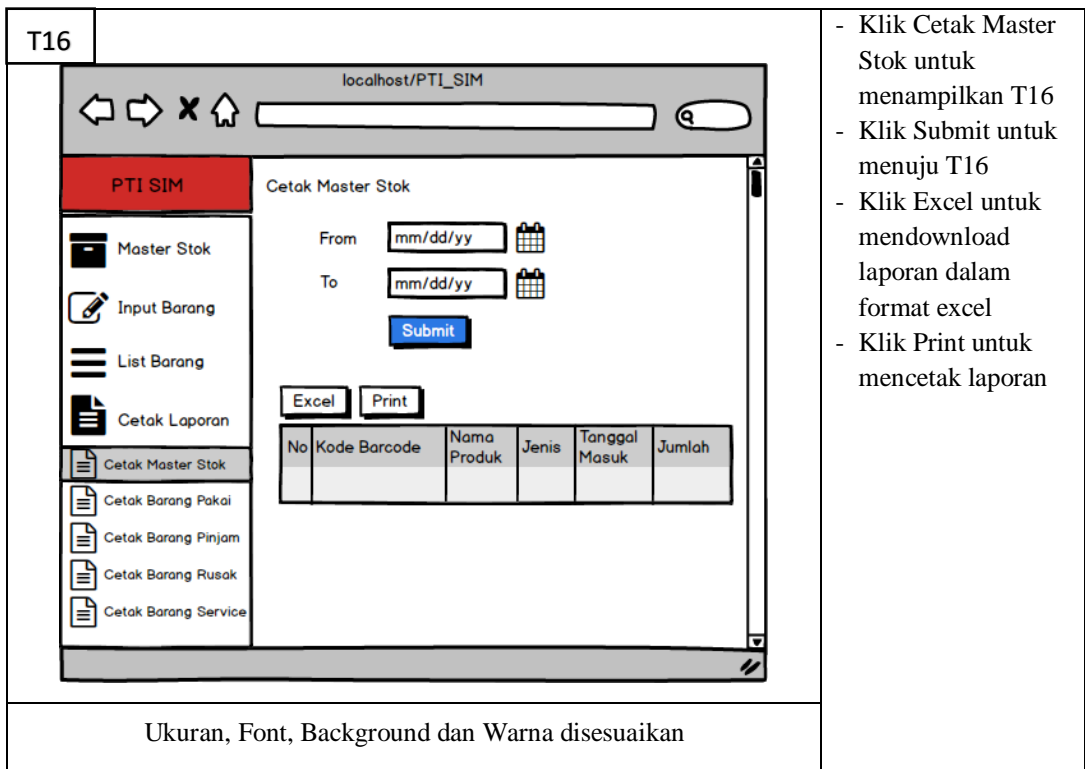 T16
localhost/PTI_SIM
PTI SIM
Master Stok
Input Barang
List Barang
Cetak Laporan
Cetak Master Stok
Cetak Barang Pakai
Cetak Barang Pinjam
Cetak Barang Rusak
Cetak Barang Service
Cetak Master Stok
From mm/dd/yy
To mm/dd/yy
Submit
Excel Print
No Kode Barcode Nama Produk Jenis Tanggal Masuk Jumlah
Ukuran, Font, Background dan Warna disesuaikan
- Klik Cetak Master
Stok untuk
menampilkan T16
- Klik Submit untuk
menuju T16
- Klik Excel untuk
mendownload
laporan dalam
format excel
- Klik Print untuk
mencetak laporan